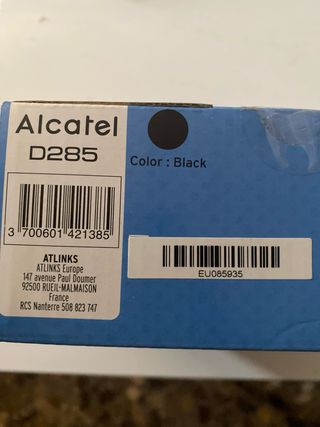 Alcatel
D285
Color : Black
3 700601 421385
EU085935
ATLINKS
ATLINKS Europe
147 avenue Paul Doumer
92500 RUEIL-MALMAISON
France
RCS Nanterre 508 823 747